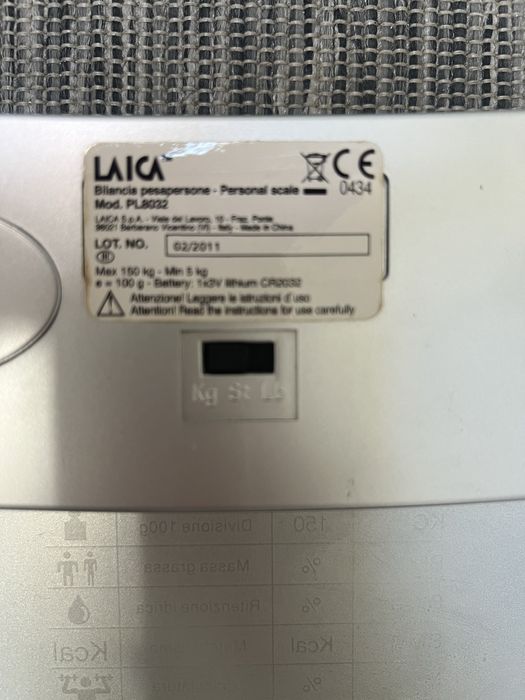 LAICA
CE
Bilancia pesapersone - Personal scale
0434
Mod. PL8032
LAICA S.p.A. - Viale del Lavoro, 10 - Fraz. Ponte
36021 Barbarano Vicentino (VI) - Italy - Made in China
LOT. NO. 02/2011
Max 150 kg - Min 5 kg
e = 100 g - Battery: 1x3V lithium CR2032
Attenzione! Leggere le istruzioni d'uso
Attention! Read the instructions for use carefully
Kg St Lb
Divisione 100g 150
Massa grassa %
Ritenzione idrica %
Kcal Kcal
%